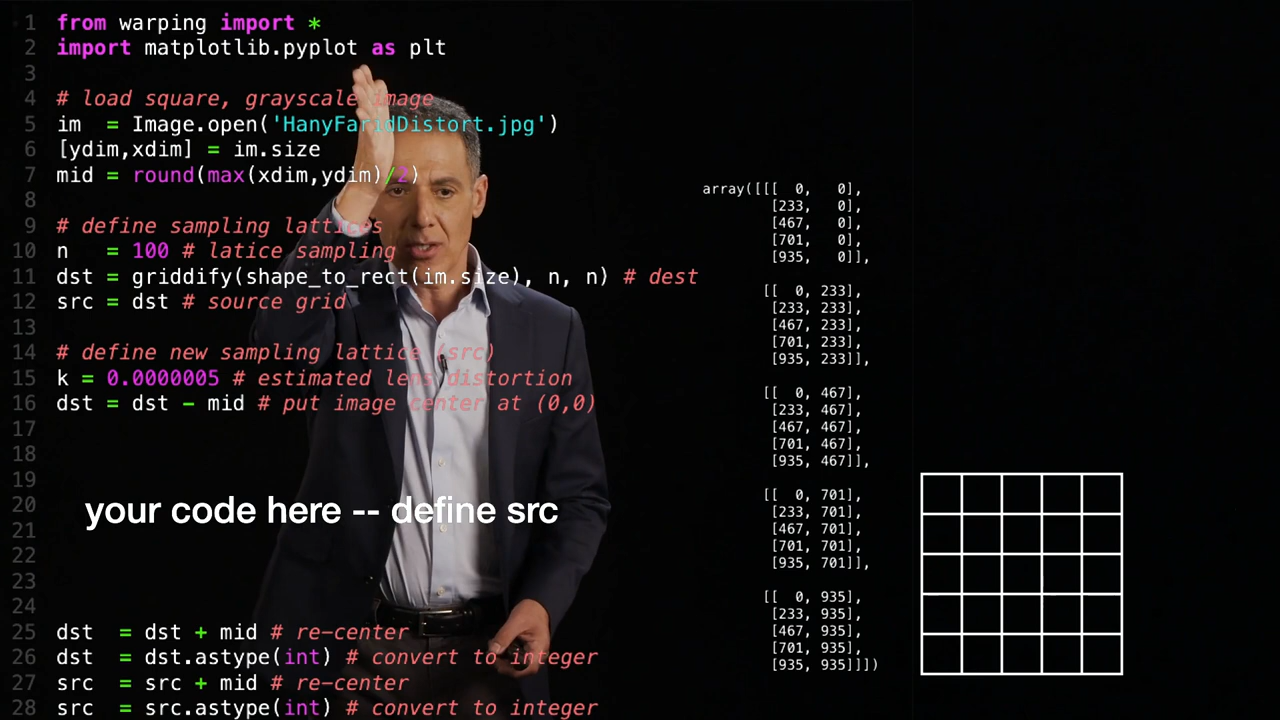 1 from warping import *
2 import matplotlib.pyplot as plt
3
4 # load square, grayscale image
5 im = Image.open('HanyFaridDistort.jpg')
6 [ydim,xdim] = im.size
7 mid = round(max(xdim,ydim)/2)
8
9 # define sampling lattices
10 n = 100 # latice sampling
11 dst = griddify(shape_to_rect(im.size), n, n) # dest
12 src = dst # source grid
13
14 # define new sampling lattice (src)
15 k = 0.0000005 # estimated lens distortion
16 dst = dst - mid # put image center at (0,0)
17
18
19
20
your code here -- define src
21
22
23
24
25 dst = dst + mid # re-center
26 dst = dst.astype(int) # convert to integer
27 src = src + mid # re-center
28 src = src.astype(int) # convert to integer
array([[[ 0, 0],
[233, 0],
[467, 0],
[701, 0],
[935, 0]],
[[ 0, 233],
[233, 233],
[467, 233],
[701, 233],
[935, 233]],
[[ 0, 467],
[233, 467],
[467, 467],
[701, 467],
[935, 467]],
[[ 0, 701],
[233, 701],
[467, 701],
[701, 701],
[935, 701]],
[[ 0, 935],
[233, 935],
[467, 935],
[701, 935],
[935, 935]]])